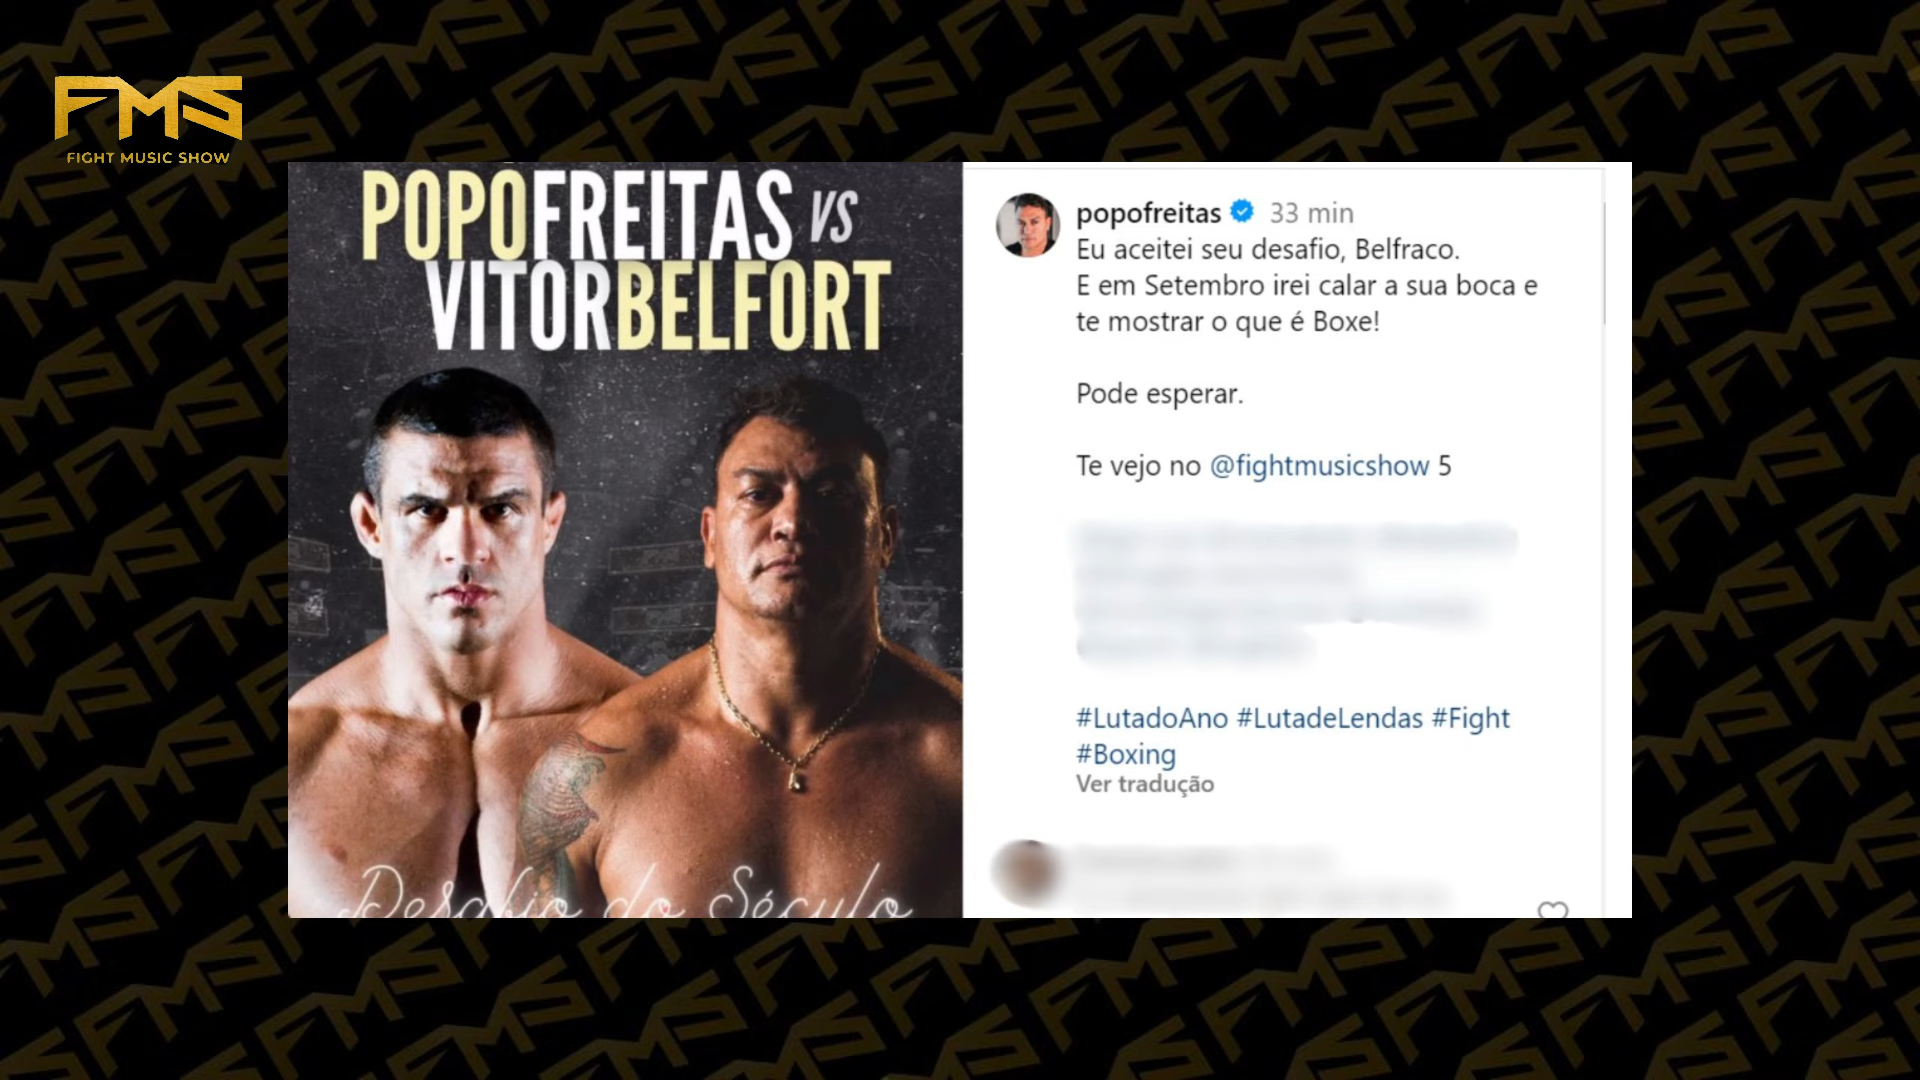 FMS
FIGHT MUSIC SHOW
POPOFREITAS VS
VITORBELFORT
Desafio do Século
popofreitas 33 min
Eu aceitei seu desafio, Belfraco.
E em Setembro irei calar a sua boca e
te mostrar o que é Boxe!
Pode esperar.
Te vejo no @fightmusicshow 5
#LutadoAno #LutadeLendas #Fight
#Boxing
Ver tradução